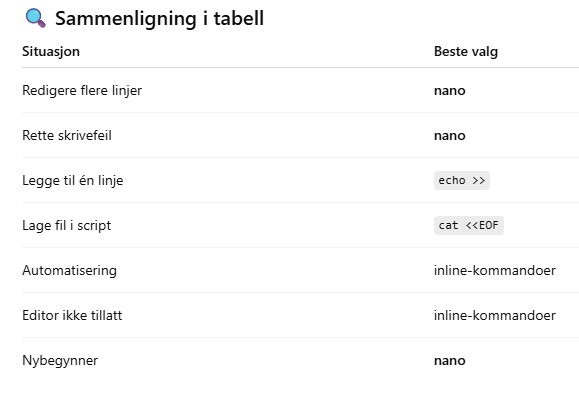 🔍 Sammenligning i tabell
Situasjon Beste valg
Redigere flere linjer nano
Rette skrivefeil nano
Legge til én linje echo >>
Lage fil i script cat <<EOF
Automatisering inline-kommandoer
Editor ikke tillatt inline-kommandoer
Nybegynner nano